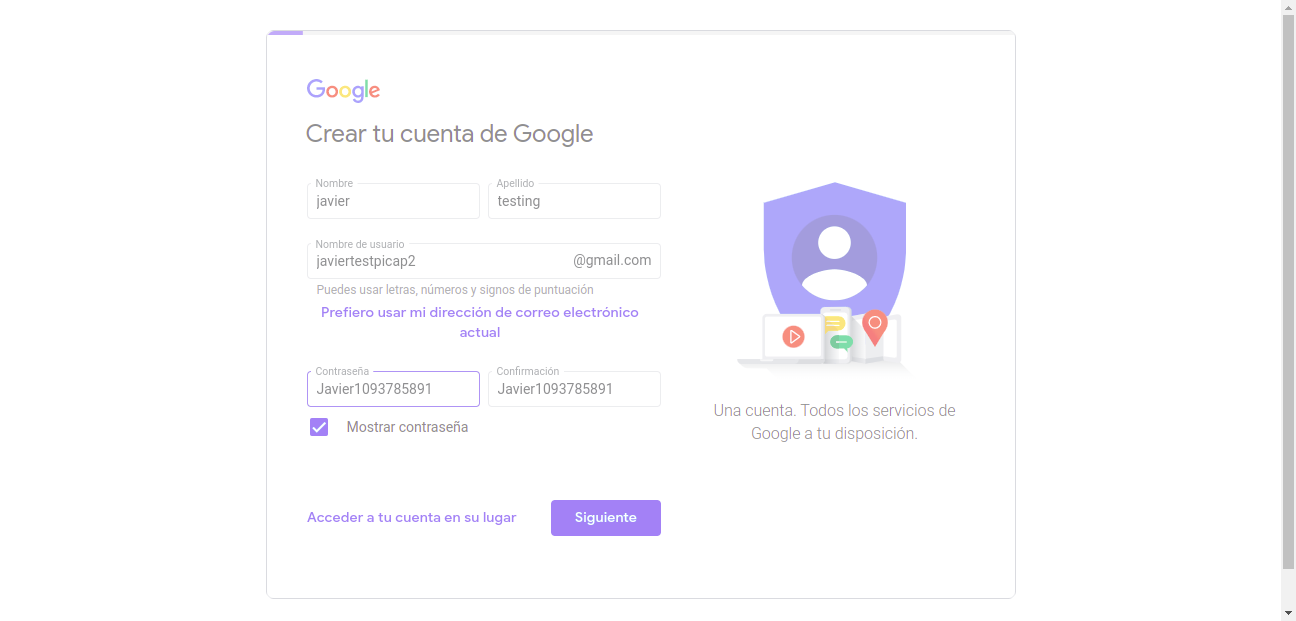 Google
Crear tu cuenta de Google
Nombre
javier
Apellido
testing
Nombre de usuario
javiertestpicap2
@gmail.com
Puedes usar letras, números y signos de puntuación
Prefiero usar mi dirección de correo electrónico
actual
Contraseña
Javier1093785891
Confirmación
Javier1093785891
Mostrar contraseña
Acceder a tu cuenta en su lugar
Siguiente
Una cuenta. Todos los servicios de
Google a tu disposición.